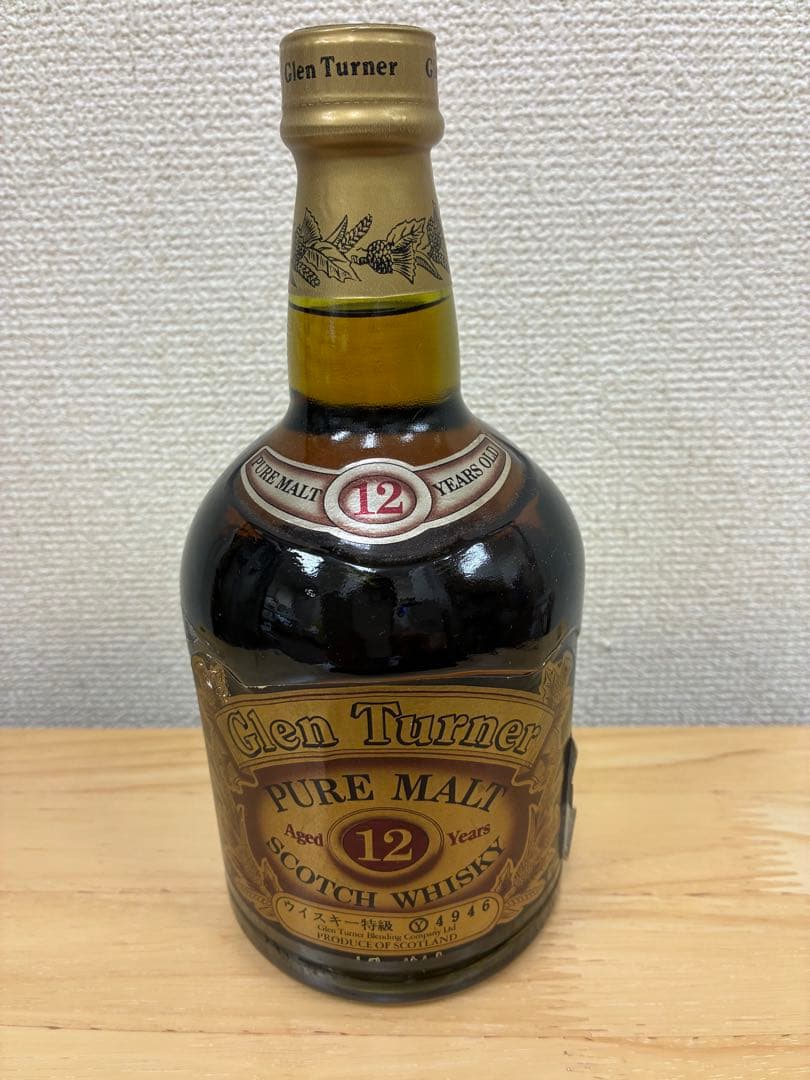 Glen Turner
PURE MALT 12 YEARS OLD
Glen Turner
PURE MALT
Aged 12 Years
SCOTCH WHISKY
ウイスキー特級 Ⓨ4946
Glen Turner Blending Company Ltd
PRODUCE OF SCOTLAND